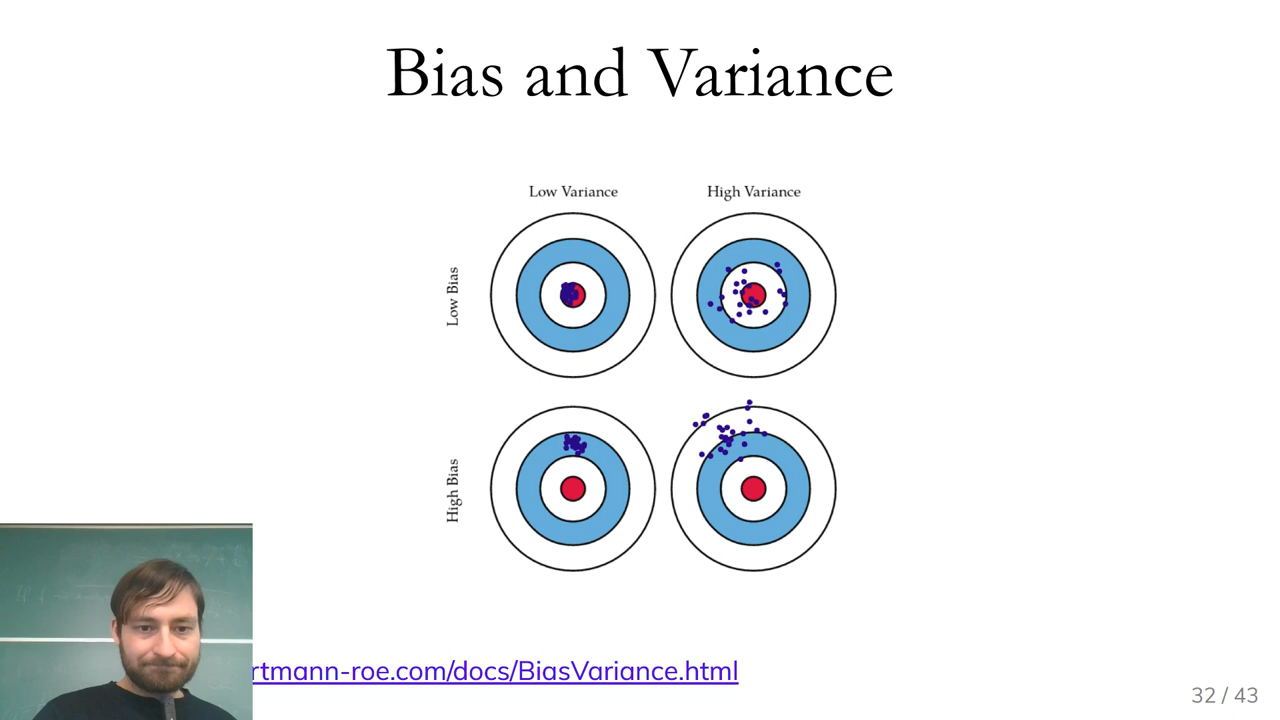 Bias and Variance
Low Variance
High Variance
Low Bias
High Bias
rtmann-roe.com/docs/BiasVariance.html
32 / 43